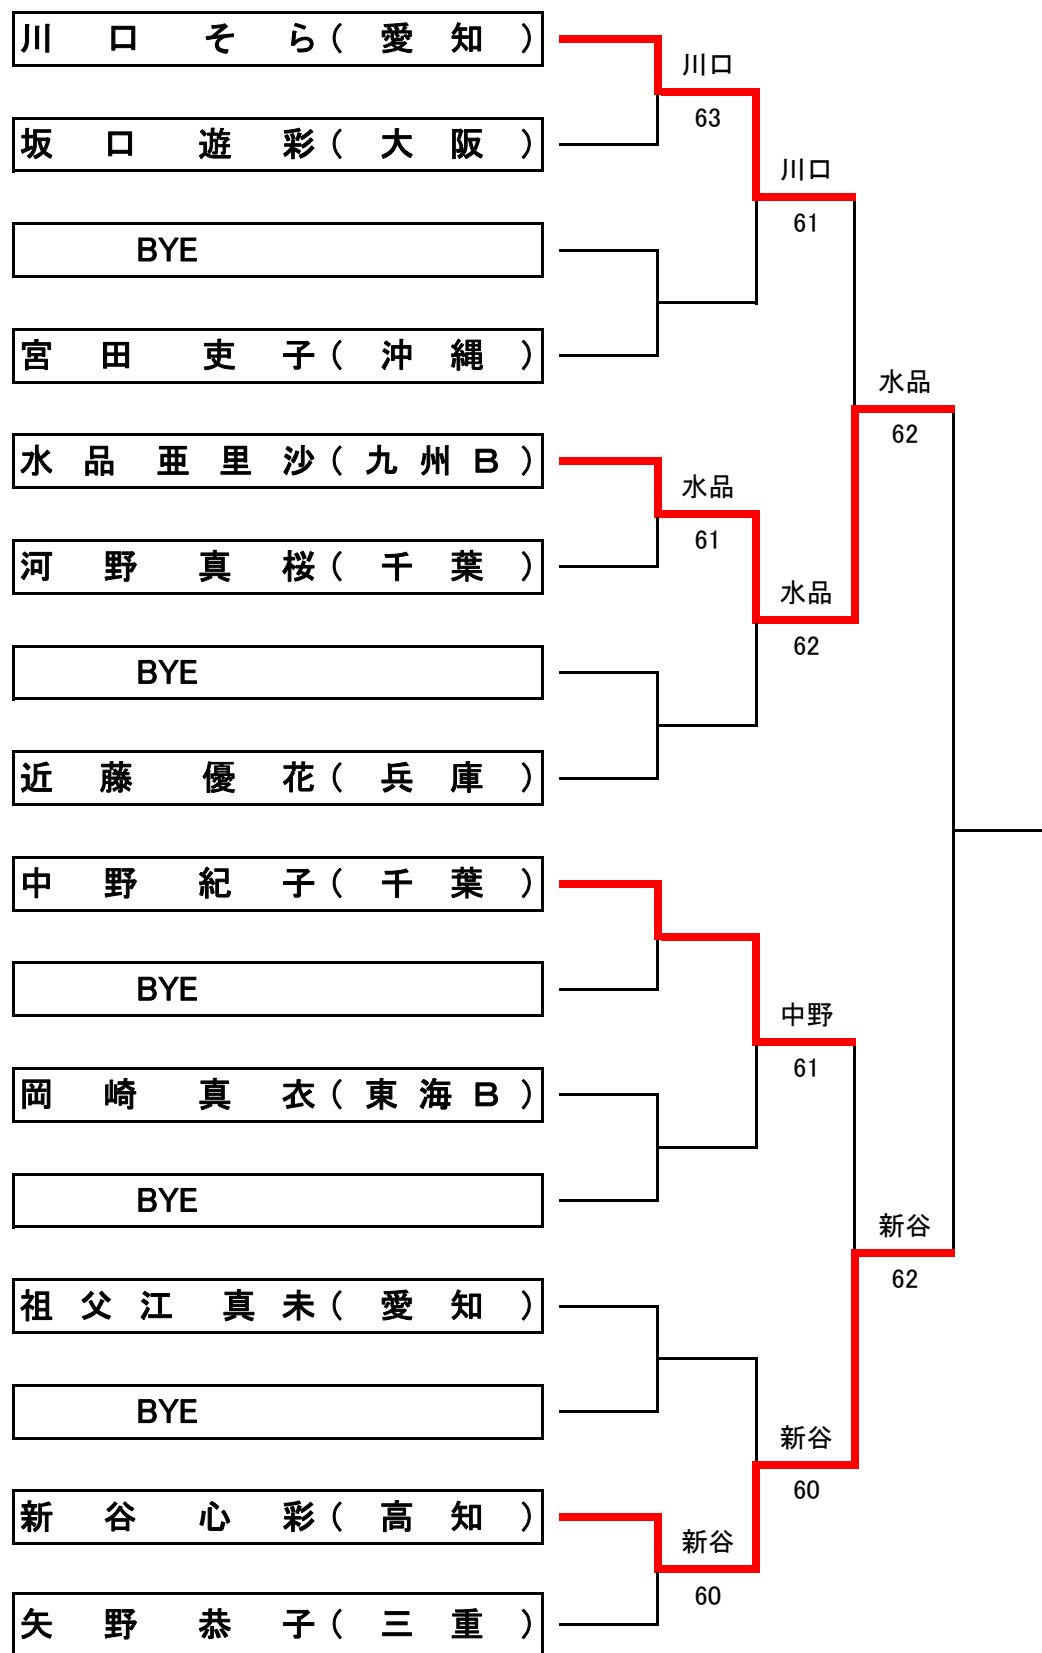 川口そら(愛知)
川口
63
坂口遊彩(大阪)
川口
61
BYE
宮田吏子(沖縄)
水品
62
水品亜里沙(九州B)
水品
61
河野真桜(千葉)
水品
62
BYE
近藤優花(兵庫)
中野紀子(千葉)
BYE
中野
61
岡崎真衣(東海B)
BYE
新谷
62
祖父江真未(愛知)
BYE
新谷
60
新谷心彩(高知)
新谷
60
矢野恭子(三重)